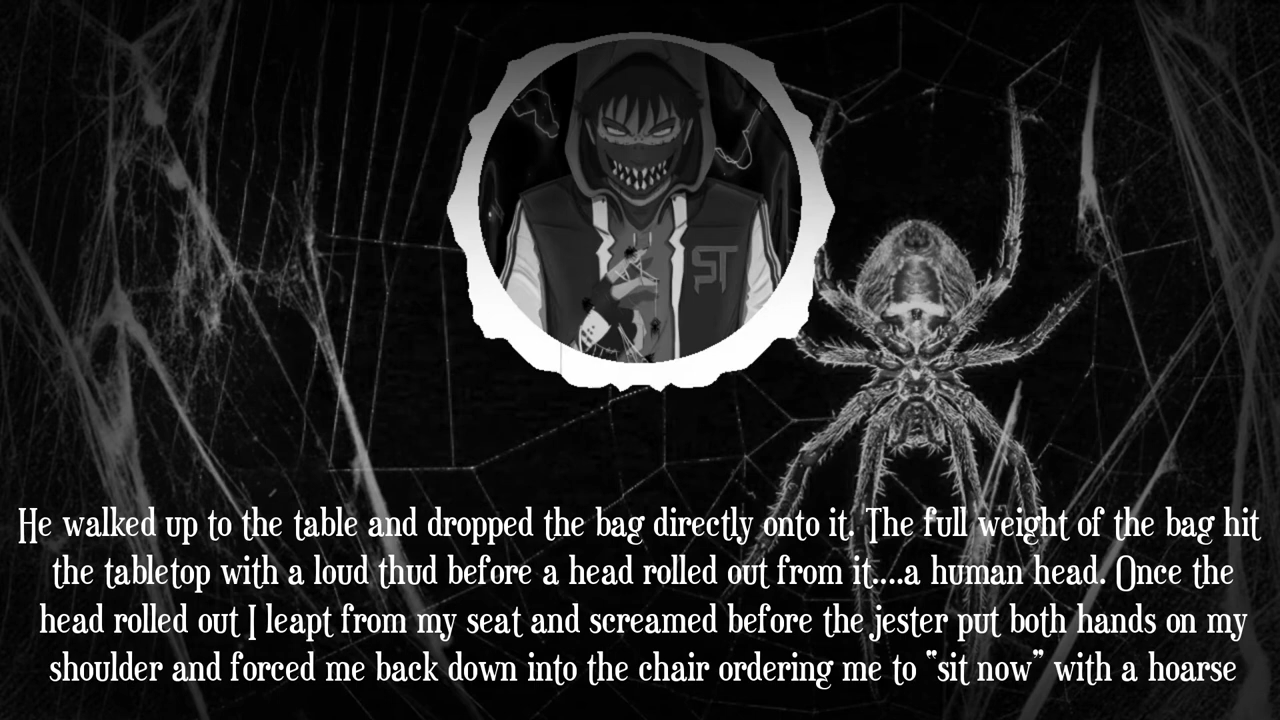 ST
He walked up to the table and dropped the bag directly onto it. The full weight of the bag hit
the tabletop with a loud thud before a head rolled out from it....a human head. Once the
head rolled out I leapt from my seat and screamed before the jester put both hands on my
shoulder and forced me back down into the chair ordering me to "sit now" with a hoarse